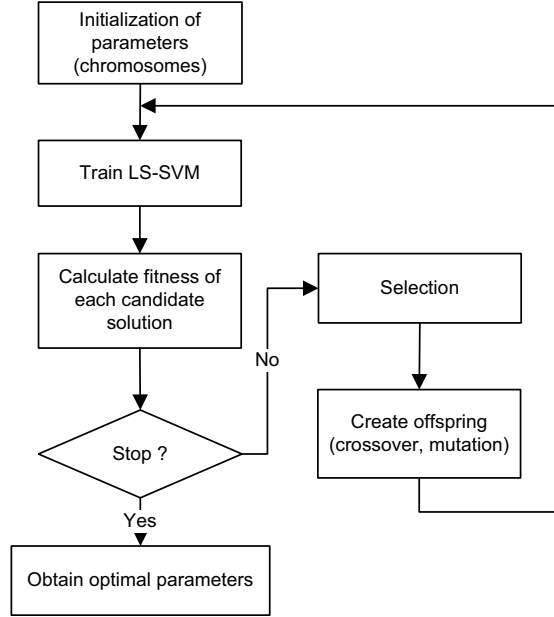 Initialization of
parameters
(chromosomes)
Train LS-SVM
Calculate fitness of
each candidate
solution
Selection
No
Create offspring
(crossover, mutation)
Stop ?
Yes
Obtain optimal parameters